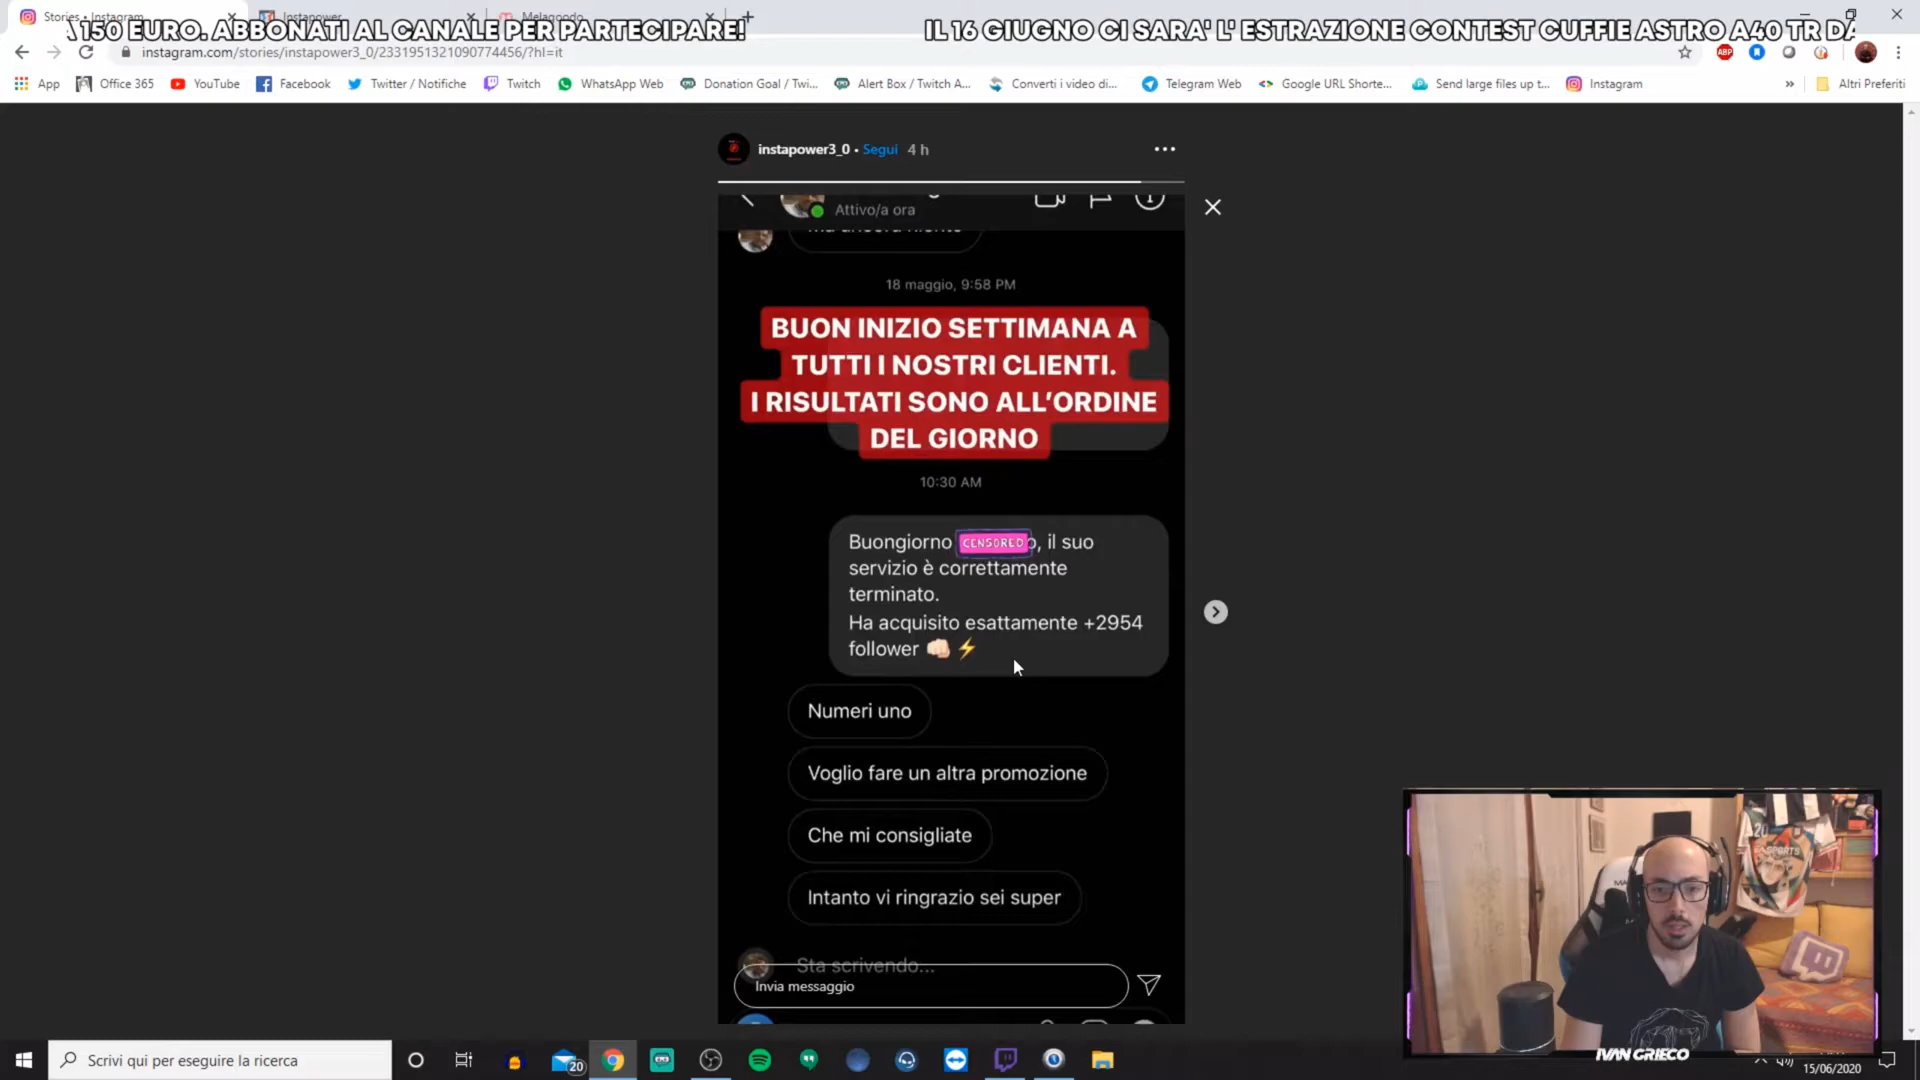 Stories • Instagram
Instapower
Melagodo
A 150 EURO. ABBONATI AL CANALE PER PARTECIPARE!
IL 16 GIUGNO CI SARA' L' ESTRAZIONE CONTEST CUFFIE ASTRO A40 TR DA
instagram.com/stories/instapower3_0/2331951321090774456/?hl=it
ABP
App
Office 365
YouTube
Facebook
Twitter / Notifiche
Twitch
WhatsApp Web
Donation Goal / Twi...
Alert Box / Twitch A...
Converti i video di...
Telegram Web
Google URL Shorte...
Send large files up t...
Instagram
Altri Preferiti
instapower3_0 • Segui 4 h
Attivo/a ora
18 maggio, 9:58 PM
BUON INIZIO SETTIMANA A
TUTTI I NOSTRI CLIENTI.
I RISULTATI SONO ALL'ORDINE
DEL GIORNO
10:30 AM
Buongiorno CENSORED o, il suo
servizio è correttamente
terminato.
Ha acquisito esattamente +2954
follower 👊🏻⚡
Numeri uno
Voglio fare un altra promozione
Che mi consigliate
Intanto vi ringrazio sei super
Sta scrivendo...
Invia messaggio
IVAN GRIECO
Scrivi qui per eseguire la ricerca
20
15/06/2020